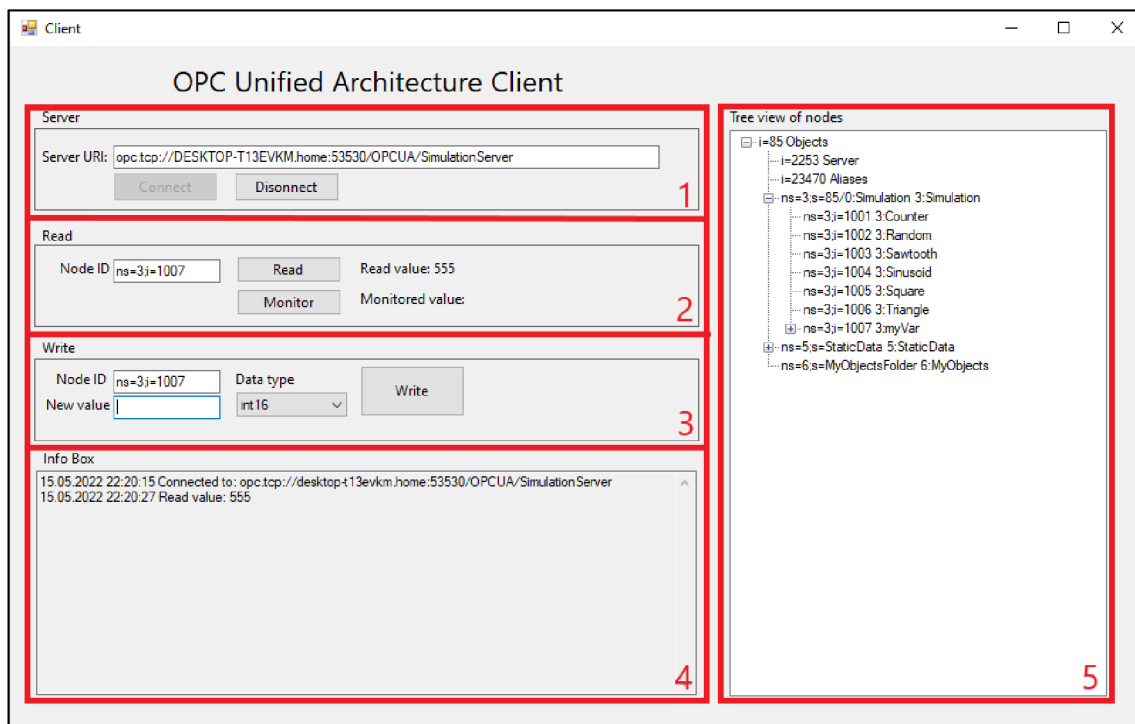 Client
OPC Unified Architecture Client
Server
Server URI: opc.tcp://DESKTOP-T13EVKM.home:53530/OPCUA/SimulationServer
Connect Disonnect
1
Read
Node ID ns=3;i=1007 Read Read value: 555
Monitor Monitored value:
2
Write
Node ID ns=3;i=1007 Data type Write
New value int16
3
Info Box
15.05.2022 22:20:15 Connected to: opc.tcp://desktop-t13evkm.home:53530/OPCUA/SimulationServer
15.05.2022 22:20:27 Read value: 555
4
Tree view of nodes
i=85 Objects
i=2253 Server
i=23470 Aliases
ns=3;s=85/0:Simulation 3:Simulation
ns=3;i=1001 3:Counter
ns=3;i=1002 3:Random
ns=3;i=1003 3:Sawtooth
ns=3;i=1004 3:Sinusoid
ns=3;i=1005 3:Square
ns=3;i=1006 3:Triangle
ns=3;i=1007 3:myVar
ns=5;s=StaticData 5:StaticData
ns=6;s=MyObjectsFolder 6:MyObjects
5